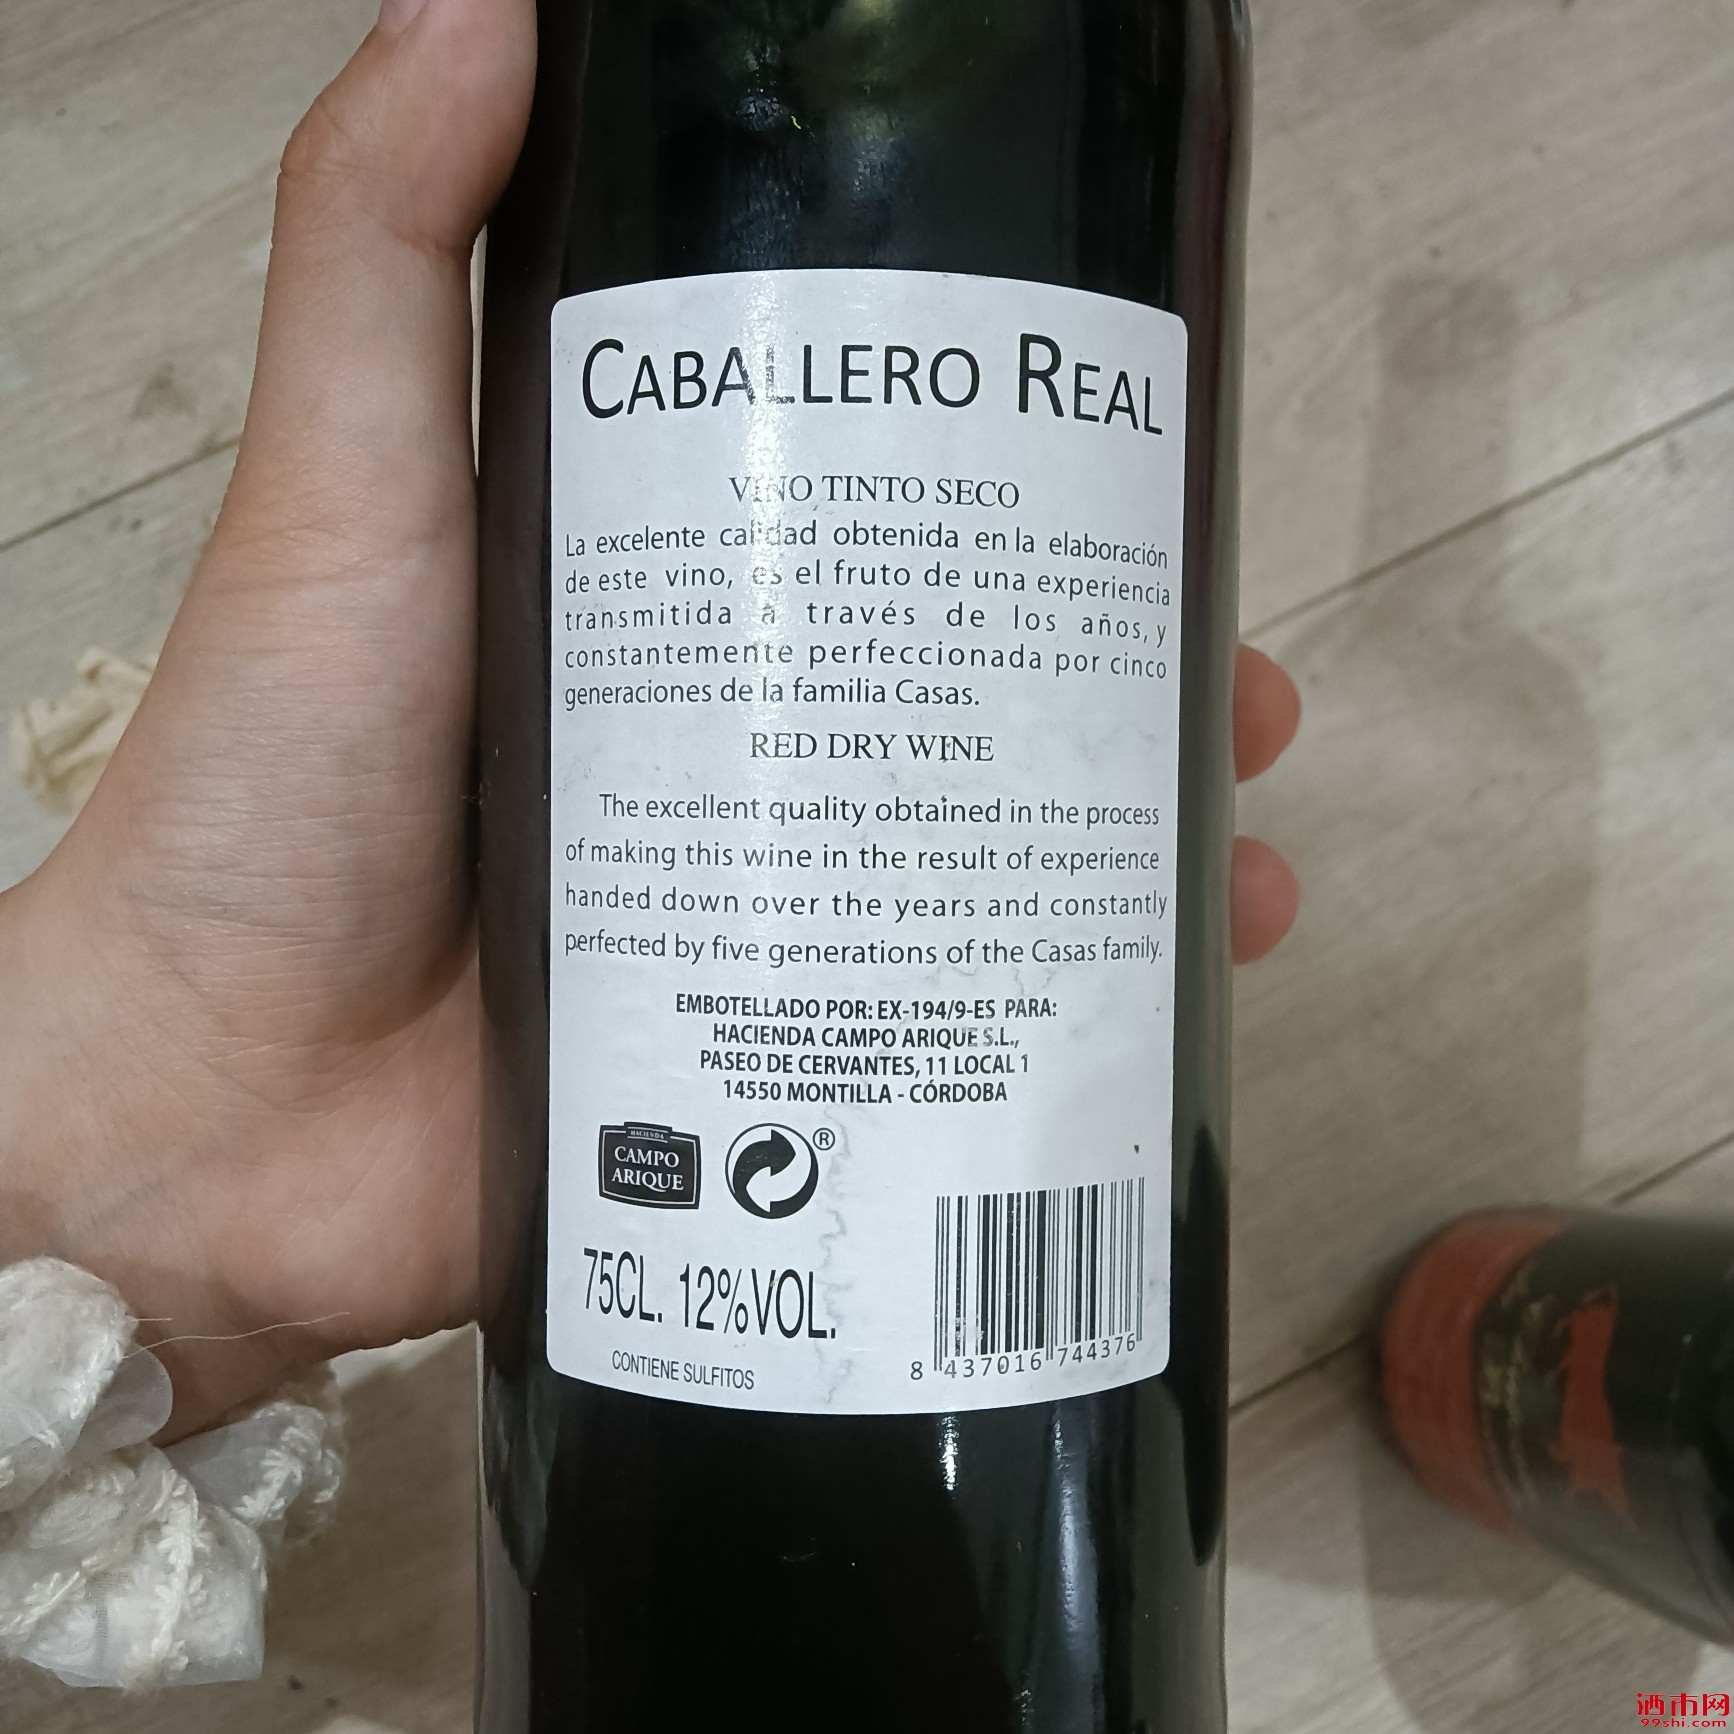 CABALLERO REAL
VINO TINTO SECO
La excelente calidad obtenida en la elaboración
de este vino, es el fruto de una experiencia
transmitida a través de los años, y
constantemente perfeccionada por cinco
generaciones de la familia Casas.
RED DRY WINE
The excellent quality obtained in the process
of making this wine in the result of experience
handed down over the years and constantly
perfected by five generations of the Casas family.
EMBOTELLADO POR: EX-194/9-ES PARA:
HACIENDA CAMPO ARIQUE S.L.,
PASEO DE CERVANTES, 11 LOCAL 1
14550 MONTILLA - CÓRDOBA
HACIENDA
CAMPO
ARIQUE
®
75CL. 12%VOL.
CONTIENE SULFITOS
8 437016 744376
酒市网
99shi.com